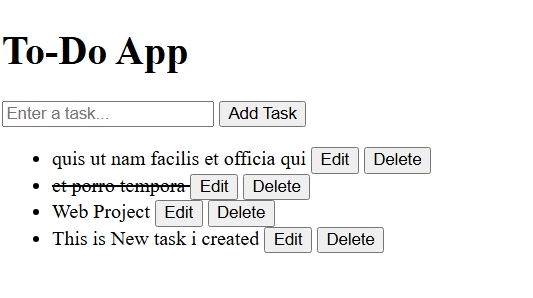 To-Do App
Enter a task... Add Task
quis ut nam facilis et officia qui Edit Delete
et porro tempora Edit Delete
Web Project Edit Delete
This is New task i created Edit Delete